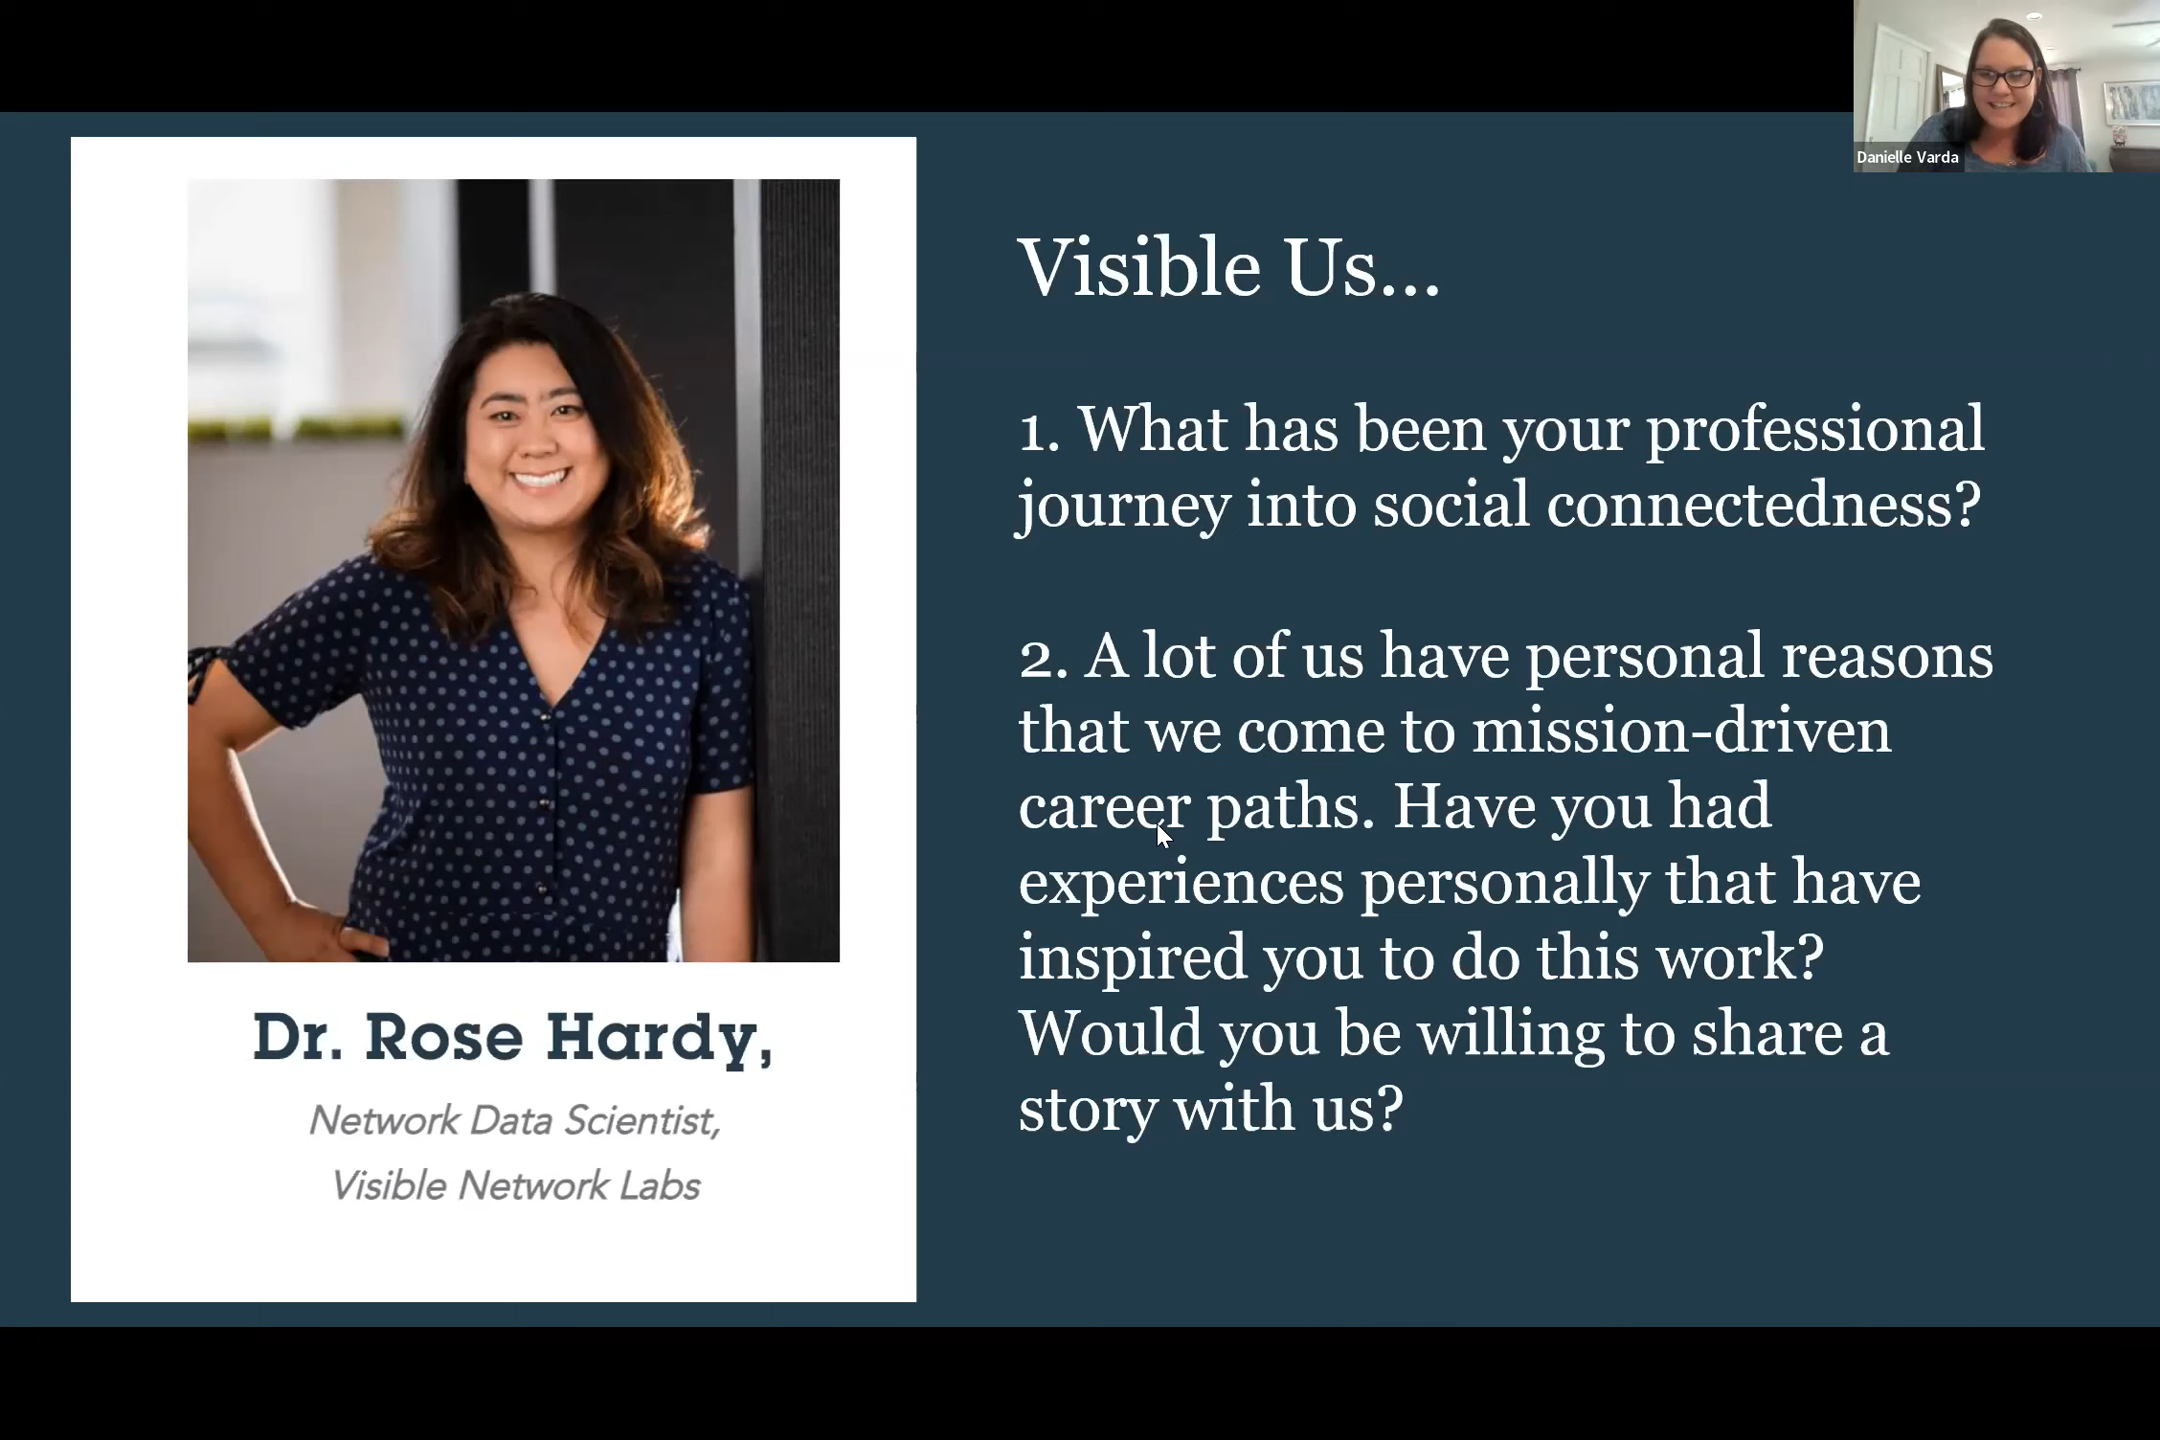 Danielle Varda
Visible Us...
1. What has been your professional
journey into social connectedness?
2. A lot of us have personal reasons
that we come to mission-driven
career paths. Have you had
experiences personally that have
inspired you to do this work?
Would you be willing to share a
story with us?
Dr. Rose Hardy,
Network Data Scientist,
Visible Network Labs